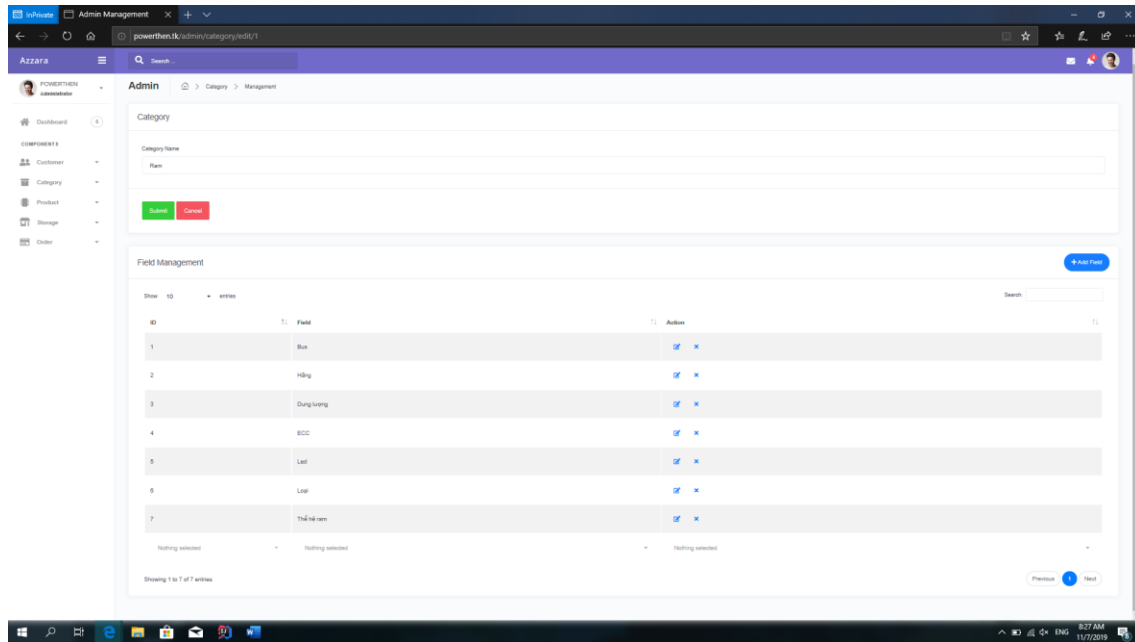 InPrivate Admin Management
powerthen.tk/admin/category/edit/1
Azzara Search ...
POWERTHEN
Administrator
Admin Category > Management
Dashboard 5
COMPONENTS
Customer
Category
Product
Storage
Order
Category
Category Name
Ram
Submit Cancel
Field Management + Add Field
Show 10 entries Search:
ID Field Action
1 Bus
2 Hãng
3 Dung lượng
4 ECC
5 Led
6 Loại
7 Thế hệ ram
Nothing selected Nothing selected Nothing selected
Showing 1 to 7 of 7 entries Previous 1 Next
ENG 8:27 AM
11/7/2019